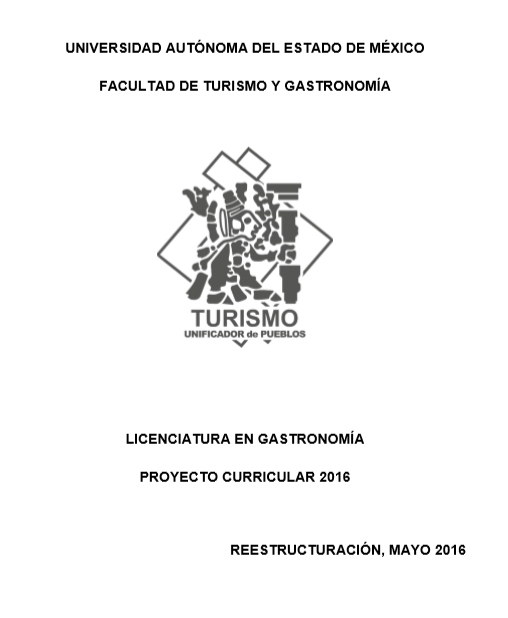 UNIVERSIDAD AUTÓNOMA DEL ESTADO DE MÉXICO
FACULTAD DE TURISMO Y GASTRONOMÍA
TURISMO
UNIFICADOR de PUEBLOS
LICENCIATURA EN GASTRONOMÍA
PROYECTO CURRICULAR 2016
REESTRUCTURACIÓN, MAYO 2016